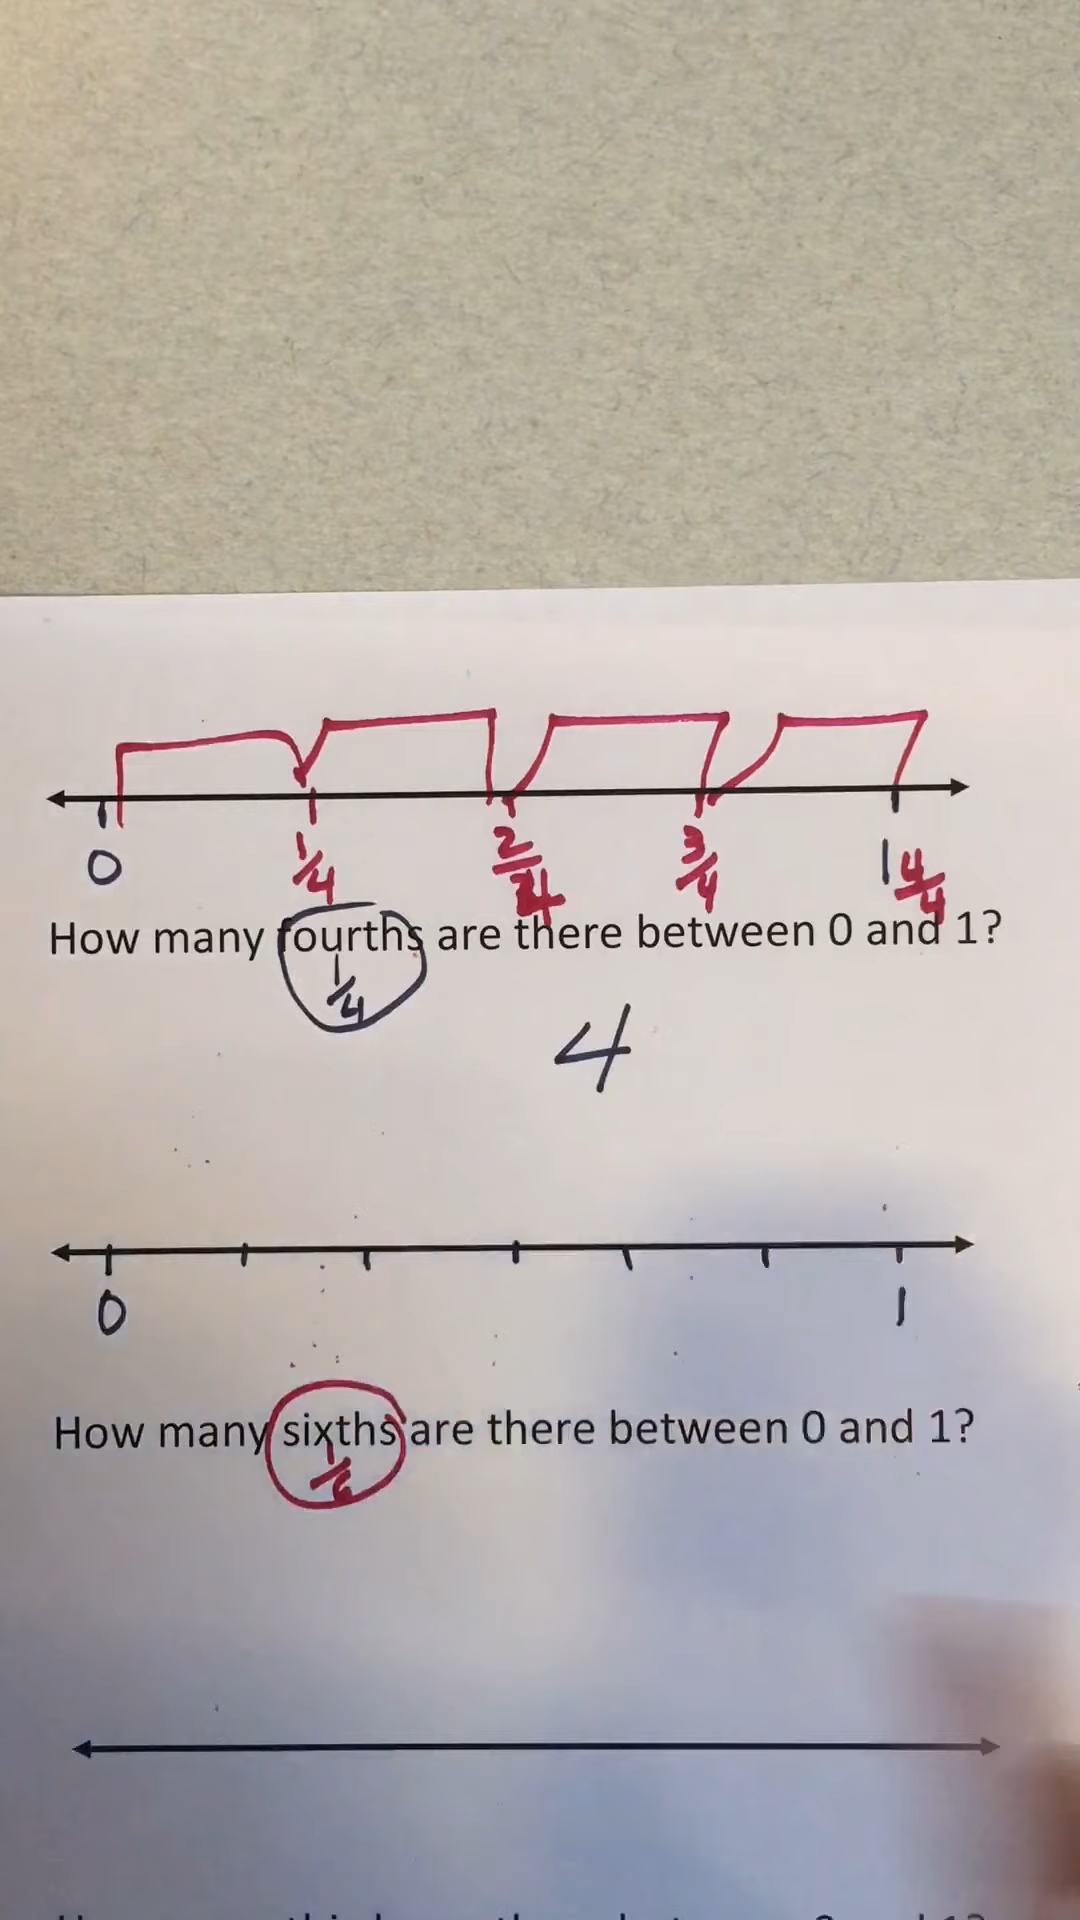 0 1/4 2/4 3/4 1 4/4
How many fourths are there between 0 and 1?
1/4
4
0 1
How many sixths are there between 0 and 1?
1/6